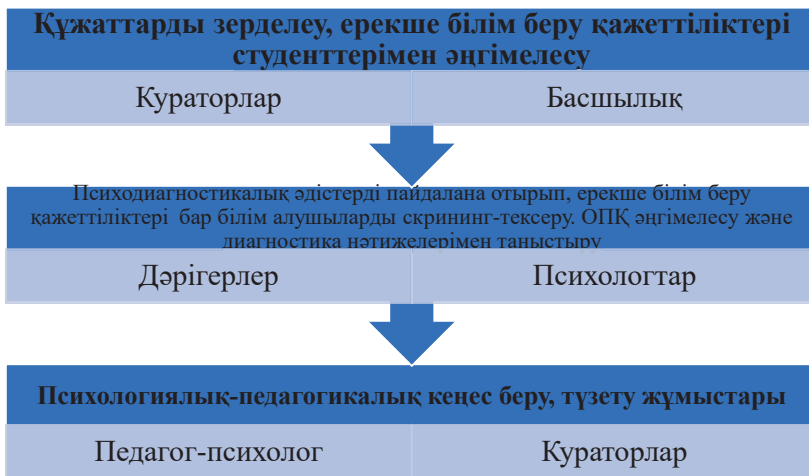 Құжаттарды зерделеу, ерекше білім беру қажеттіліктері
студенттерімен әңгімелесу
Кураторлар Басшылық
Психодиагностикалық әдістерді пайдалана отырып, ерекше білім беру
қажеттіліктері бар білім алушыларды скрининг-тексеру. ОПҚ әңгімелесу және
диагностика нәтижелерімен таныстыру
Дәрігерлер Психологтар
Психологиялық-педагогикалық кеңес беру, түзету жұмыстары
Педагог-психолог Кураторлар